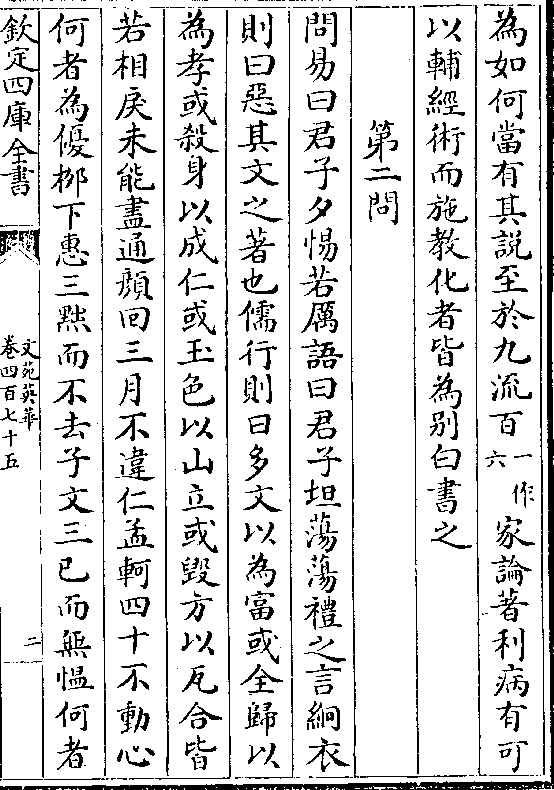 為如何當有其說至於九流百一作六家論著利病有可
以輔經術而施教化者皆為别白書之
第二問
問易曰君子夕惕若厲語曰君子坦蕩蕩禮之言絅衣
則曰惡其文之著也儒行則曰多文以為富或全歸以
為孝或殺身以成仁或玉色以山立或毀方以瓦合皆
若相戾未能盡通顔回三月不違仁孟軻四十不動心
何者為優栁下惠三黜而不去子文三已而無愠何者
欽定四庫全書
文苑英華
卷四百七十五
二